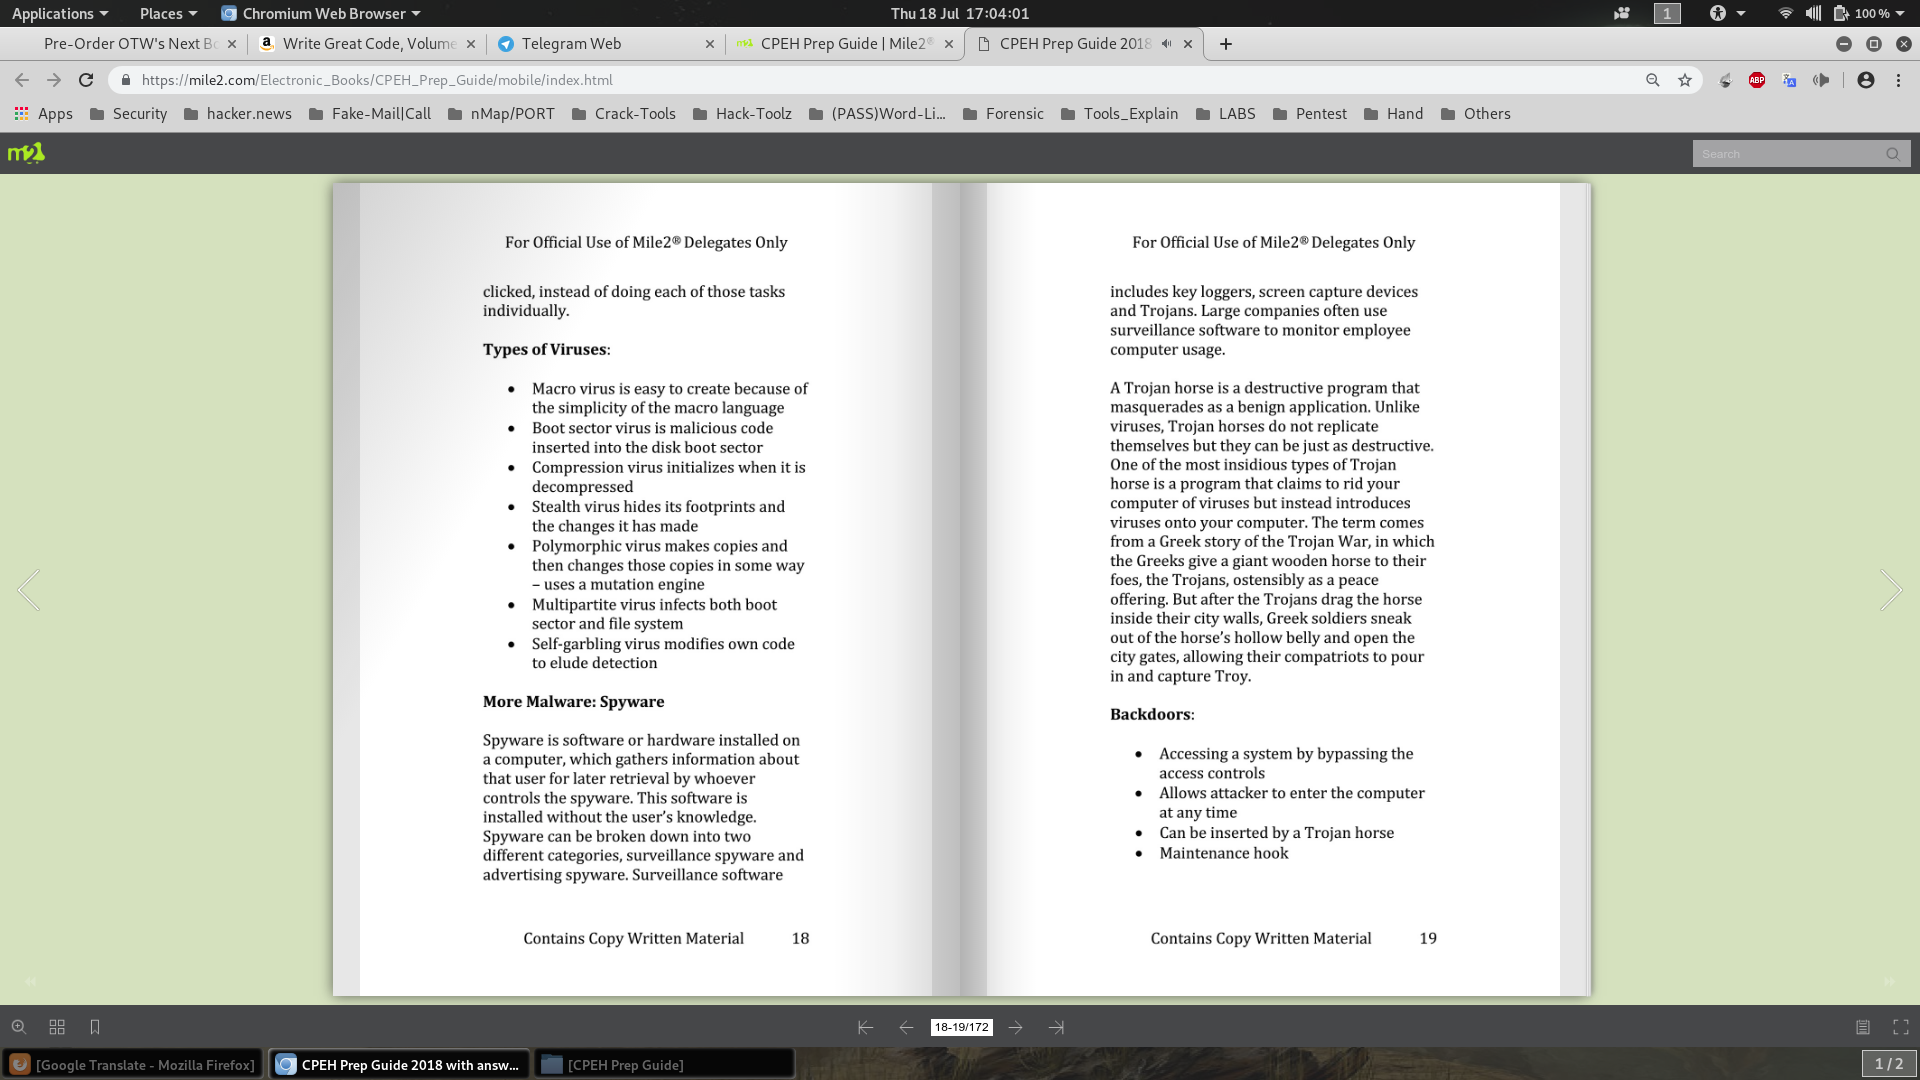 Applications Places Chromium Web Browser Thu 18 Jul 17:04:01 1 100 %
Pre-Order OTW's Next Bo Write Great Code, Volume Telegram Web CPEH Prep Guide | Mile2® CPEH Prep Guide 2018
https://mile2.com/Electronic_Books/CPEH_Prep_Guide/mobile/index.html ABP
Apps Security hacker.news Fake-Mail|Call nMap/PORT Crack-Tools Hack-Toolz (PASS)Word-Li... Forensic Tools_Explain LABS Pentest Hand Others
m2 Search
For Official Use of Mile2® Delegates Only
clicked, instead of doing each of those tasks
individually.
Types of Viruses:
• Macro virus is easy to create because of
the simplicity of the macro language
• Boot sector virus is malicious code
inserted into the disk boot sector
• Compression virus initializes when it is
decompressed
• Stealth virus hides its footprints and
the changes it has made
• Polymorphic virus makes copies and
then changes those copies in some way
– uses a mutation engine
• Multipartite virus infects both boot
sector and file system
• Self-garbling virus modifies own code
to elude detection
More Malware: Spyware
Spyware is software or hardware installed on
a computer, which gathers information about
that user for later retrieval by whoever
controls the spyware. This software is
installed without the user's knowledge.
Spyware can be broken down into two
different categories, surveillance spyware and
advertising spyware. Surveillance software
Contains Copy Written Material 18
For Official Use of Mile2® Delegates Only
includes key loggers, screen capture devices
and Trojans. Large companies often use
surveillance software to monitor employee
computer usage.
A Trojan horse is a destructive program that
masquerades as a benign application. Unlike
viruses, Trojan horses do not replicate
themselves but they can be just as destructive.
One of the most insidious types of Trojan
horse is a program that claims to rid your
computer of viruses but instead introduces
viruses onto your computer. The term comes
from a Greek story of the Trojan War, in which
the Greeks give a giant wooden horse to their
foes, the Trojans, ostensibly as a peace
offering. But after the Trojans drag the horse
inside their city walls, Greek soldiers sneak
out of the horse's hollow belly and open the
city gates, allowing their compatriots to pour
in and capture Troy.
Backdoors:
• Accessing a system by bypassing the
access controls
• Allows attacker to enter the computer
at any time
• Can be inserted by a Trojan horse
• Maintenance hook
Contains Copy Written Material 19
18-19/172
[Google Translate - Mozilla Firefox] CPEH Prep Guide 2018 with answ... [CPEH Prep Guide] 1 / 2